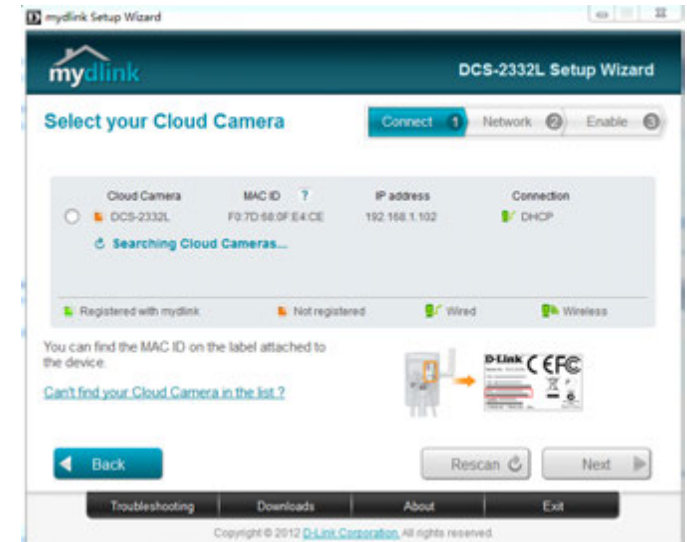 mydlink Setup Wizard
mydlink
DCS-2332L Setup Wizard
Select your Cloud Camera
Connect 1 Network 2 Enable 3
Cloud Camera MAC ID ? IP address Connection
DCS-2332L F0:7D:68:0F:E4:CE 192.168.1.102 DHCP
Searching Cloud Cameras...
Registered with mydlink Not registered Wired Wireless
You can find the MAC ID on the label attached to
the device.
Can't find your Cloud Camera in the list ?
D-Link CE FC
Back Rescan Next
Troubleshooting Downloads About Exit
Copyright © 2012 D-Link Corporation. All rights reserved.